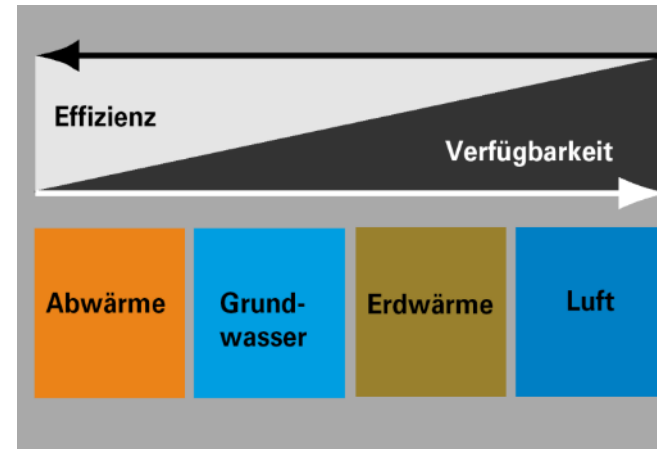 Effizienz
Verfügbarkeit
Abwärme
Grund-
wasser
Erdwärme
Luft